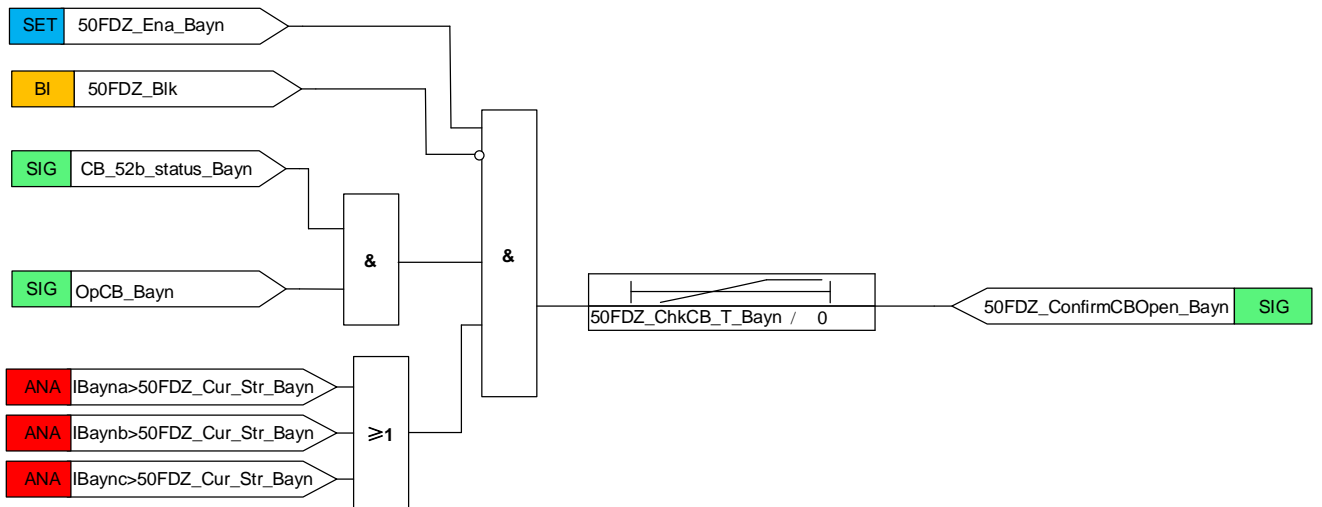 SET 50FDZ_Ena_Bayn
BI 50FDZ_Blk
SIG CB_52b_status_Bayn
&
&
SIG OpCB_Bayn
50FDZ_ChkCB_T_Bayn / 0
50FDZ_ConfirmCBOpen_Bayn SIG
ANA IBayna>50FDZ_Cur_Str_Bayn
ANA IBaynb>50FDZ_Cur_Str_Bayn
≥1
ANA IBaync>50FDZ_Cur_Str_Bayn